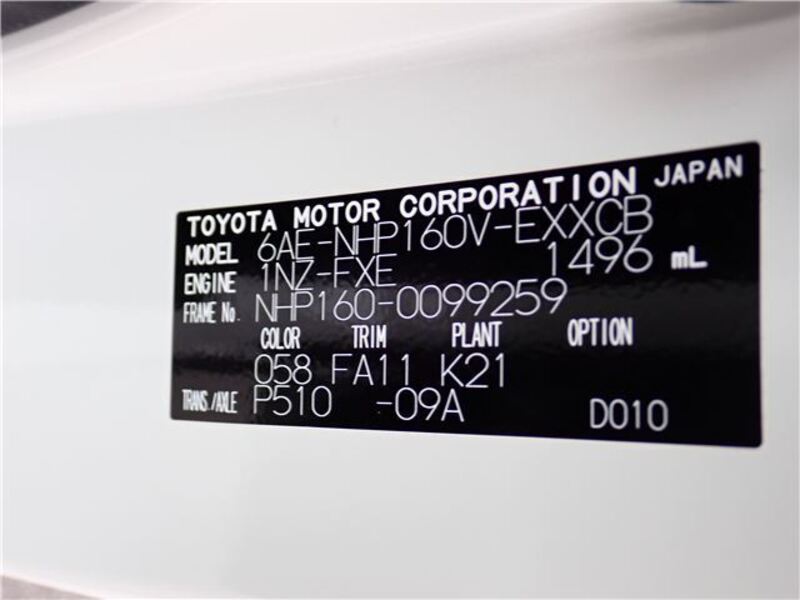 TOYOTA MOTOR CORPORATION JAPAN
MODEL 6AE-NHP160V-EXXCB
ENGINE 1NZ-FXE 1496 mL
FRAME No. NHP160-0099259
COLOR TRIM PLANT OPTION
058 FA11 K21
TRANS./AXLE P510 -09A D010